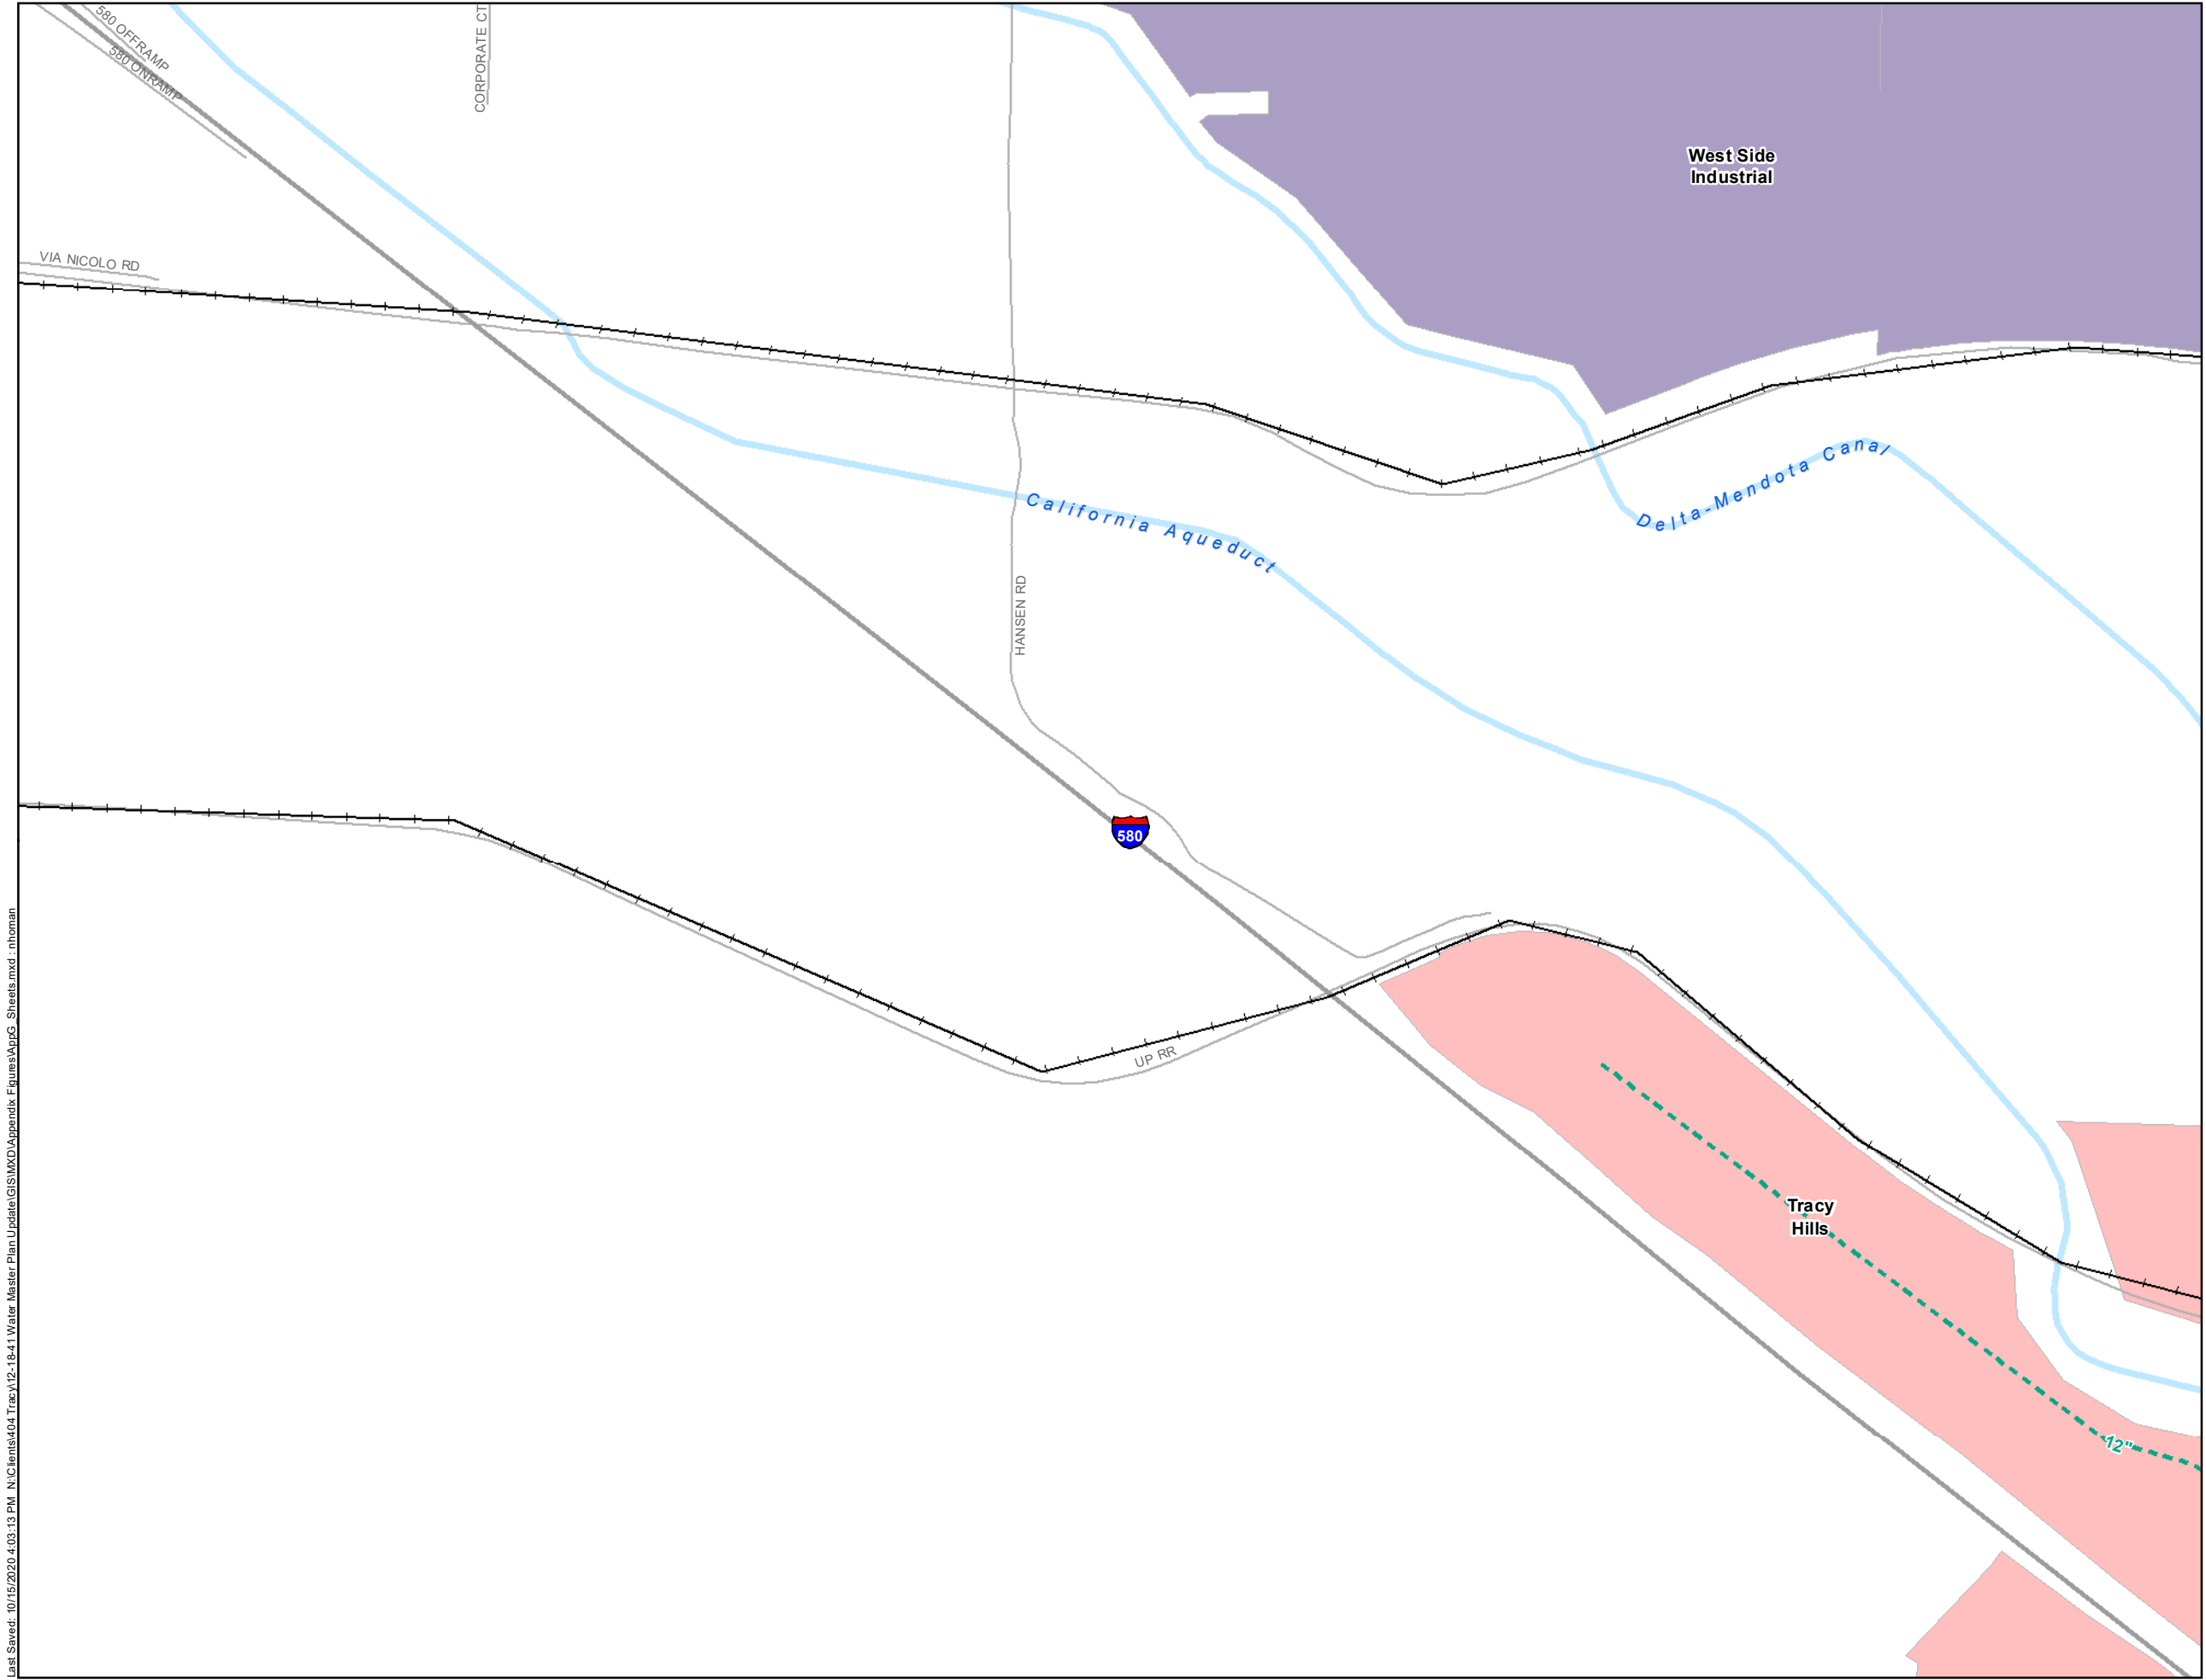 580 OFFRAMP
580 ONRAMP
CORPORATE CT
West Side
Industrial
VIA NICOLO RD
California Aqueduct
Delta-Mendota Canal
HANSEN RD
580
UP RR
Tracy
Hills
12"
Last Saved: 10/15/2020 4:03:13 PM N:\Clients\404 Tracy\12-18-41 Water Master Plan Update\GIS\MXD\Appendix Figures\AppG_Sheets.mxd : nhoman